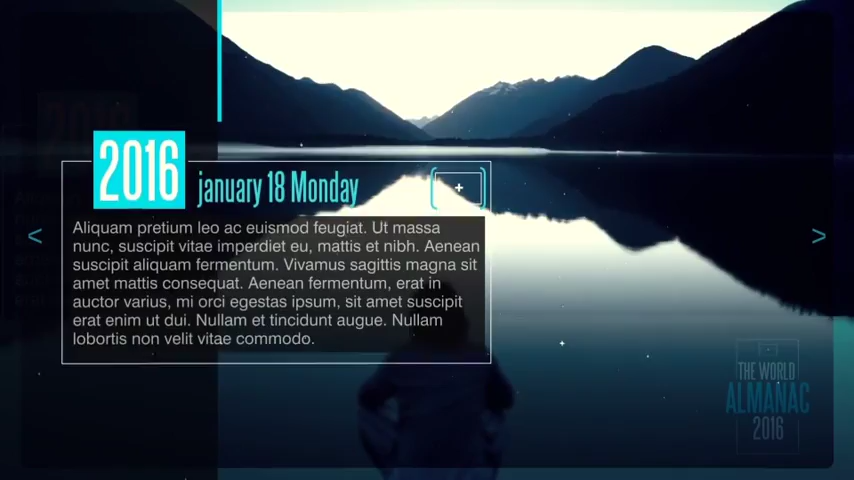 2016
january 18 Monday
Aliquam pretium leo ac euismod feugiat. Ut massa
nunc, suscipit vitae imperdiet eu, mattis et nibh. Aenean
suscipit aliquam fermentum. Vivamus sagittis magna sit
amet mattis consequat. Aenean fermentum, erat in
auctor varius, mi orci egestas ipsum, sit amet suscipit
erat enim ut dui. Nullam et tincidunt augue. Nullam
lobortis non velit vitae commodo.
<
>
THE WORLD
ALMANAC
2016